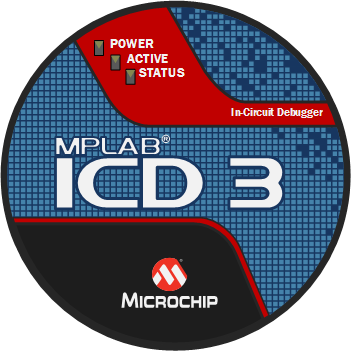 POWER
ACTIVE
STATUS
In-Circuit Debugger
MPLAB®
ICD 3
MICROCHIP